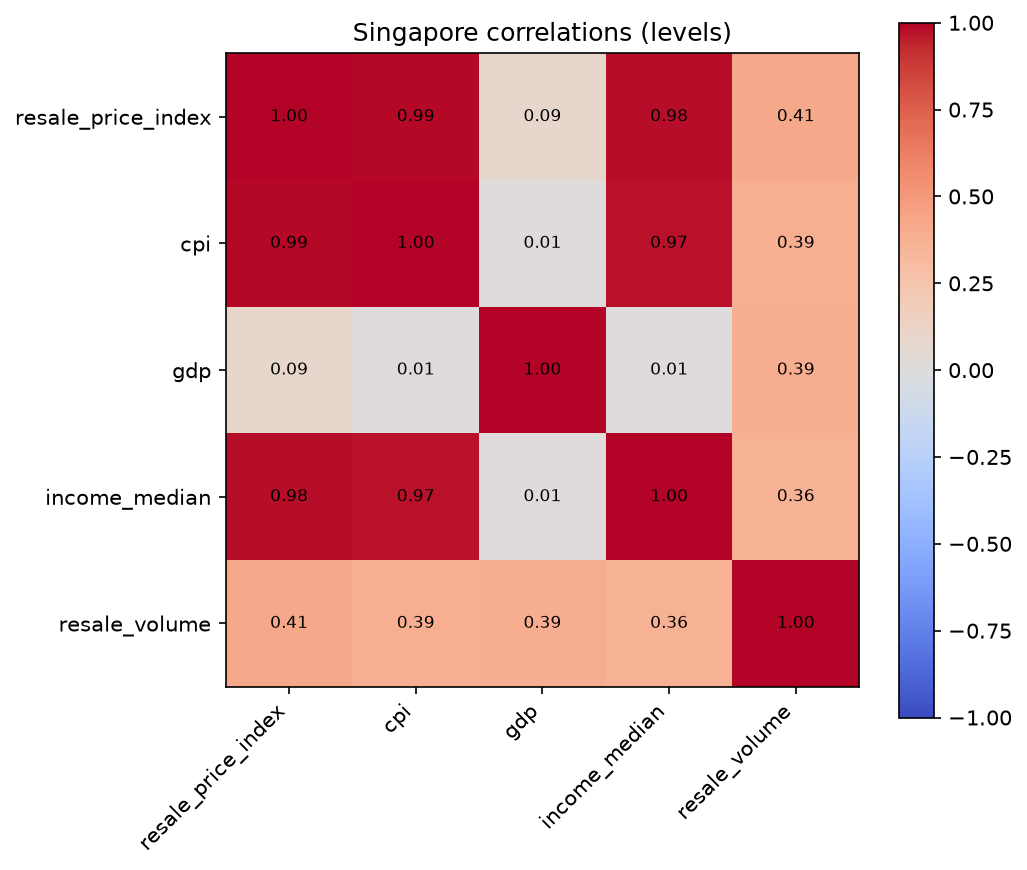 Singapore correlations (levels)
resale_price_index 1.00 0.99 0.09 0.98 0.41
cpi 0.99 1.00 0.01 0.97 0.39
gdp 0.09 0.01 1.00 0.01 0.39
income_median 0.98 0.97 0.01 1.00 0.36
resale_volume 0.41 0.39 0.39 0.36 1.00
resale_price_index cpi gdp income_median resale_volume
1.00
0.75
0.50
0.25
0.00
−0.25
−0.50
−0.75
−1.00